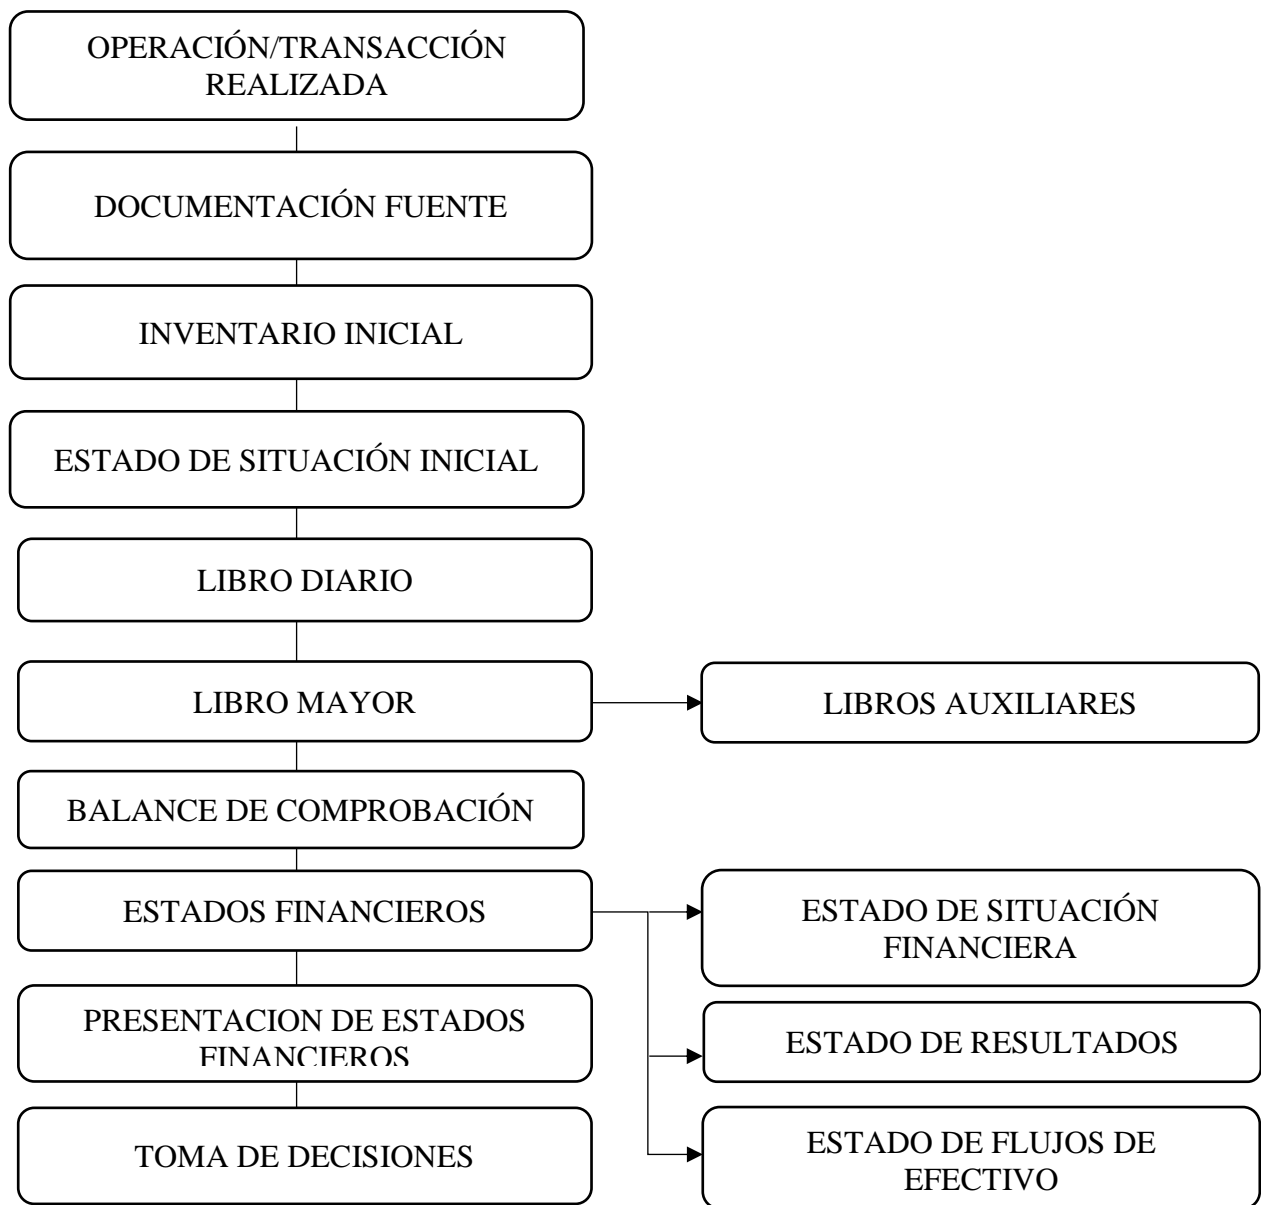 OPERACIÓN/TRANSACCIÓN
REALIZADA
DOCUMENTACIÓN FUENTE
INVENTARIO INICIAL
ESTADO DE SITUACIÓN INICIAL
LIBRO DIARIO
LIBRO MAYOR
LIBROS AUXILIARES
BALANCE DE COMPROBACIÓN
ESTADOS FINANCIEROS
ESTADO DE SITUACIÓN
FINANCIERA
PRESENTACION DE ESTADOS
FINANCIEROS
ESTADO DE RESULTADOS
TOMA DE DECISIONES
ESTADO DE FLUJOS DE
EFECTIVO